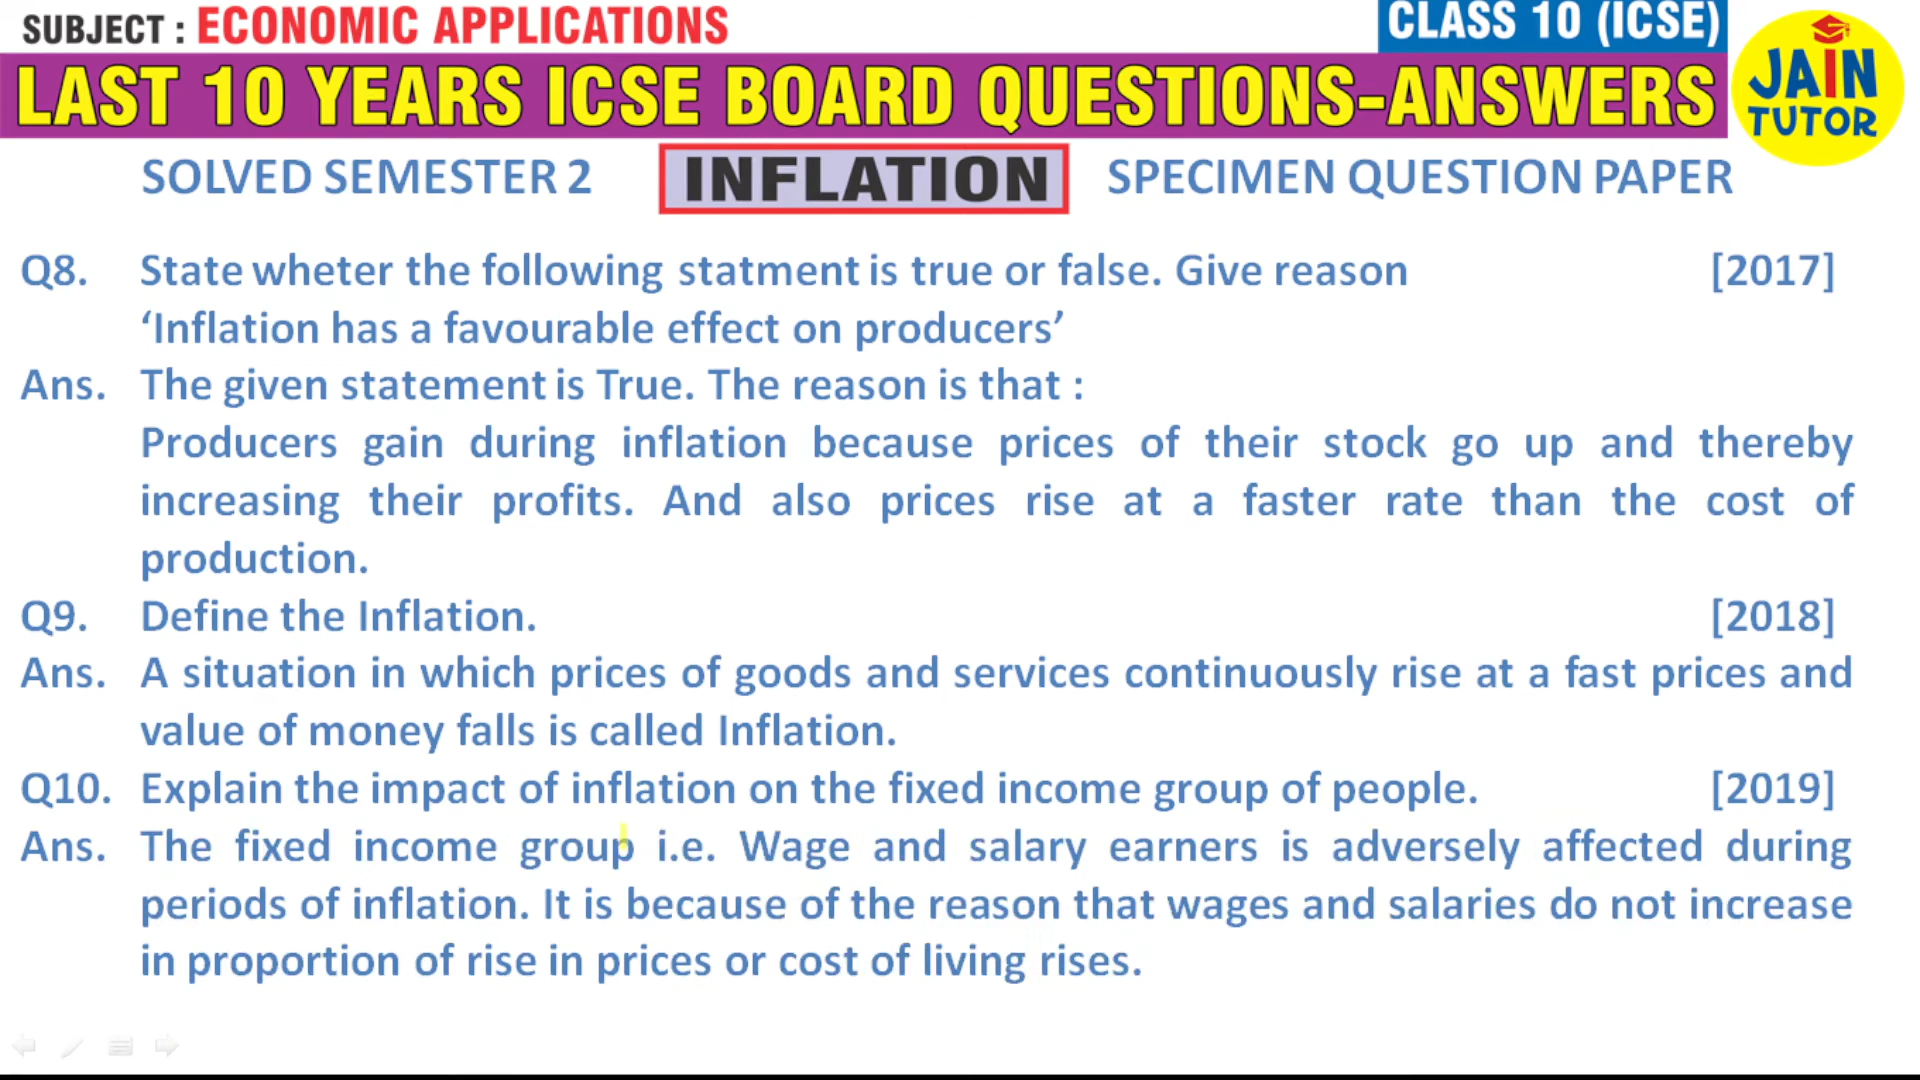 SUBJECT : ECONOMIC APPLICATIONS
CLASS 10 (ICSE)
LAST 10 YEARS ICSE BOARD QUESTIONS-ANSWERS
JAIN
TUTOR
SOLVED SEMESTER 2 INFLATION SPECIMEN QUESTION PAPER
Q8. State wheter the following statment is true or false. Give reason [2017]
‘Inflation has a favourable effect on producers’
Ans. The given statement is True. The reason is that :
Producers gain during inflation because prices of their stock go up and thereby
increasing their profits. And also prices rise at a faster rate than the cost of
production.
Q9. Define the Inflation. [2018]
Ans. A situation in which prices of goods and services continuously rise at a fast prices and
value of money falls is called Inflation.
Q10. Explain the impact of inflation on the fixed income group of people. [2019]
Ans. The fixed income group i.e. Wage and salary earners is adversely affected during
periods of inflation. It is because of the reason that wages and salaries do not increase
in proportion of rise in prices or cost of living rises.